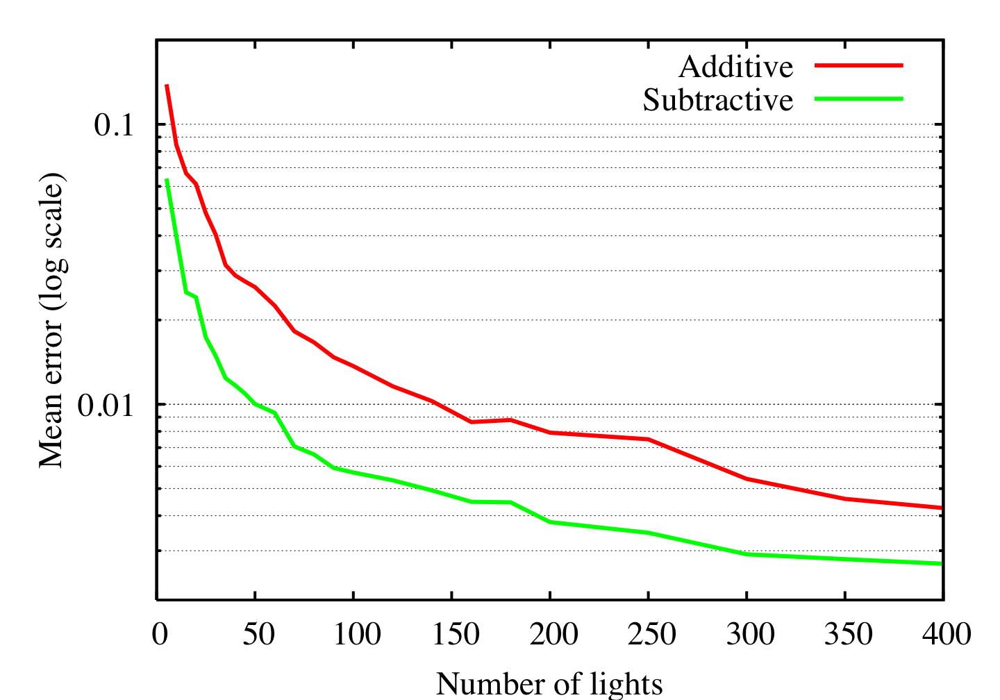 Additive
Subtractive
0.1
0.01
Mean error (log scale)
0 50 100 150 200 250 300 350 400
Number of lights